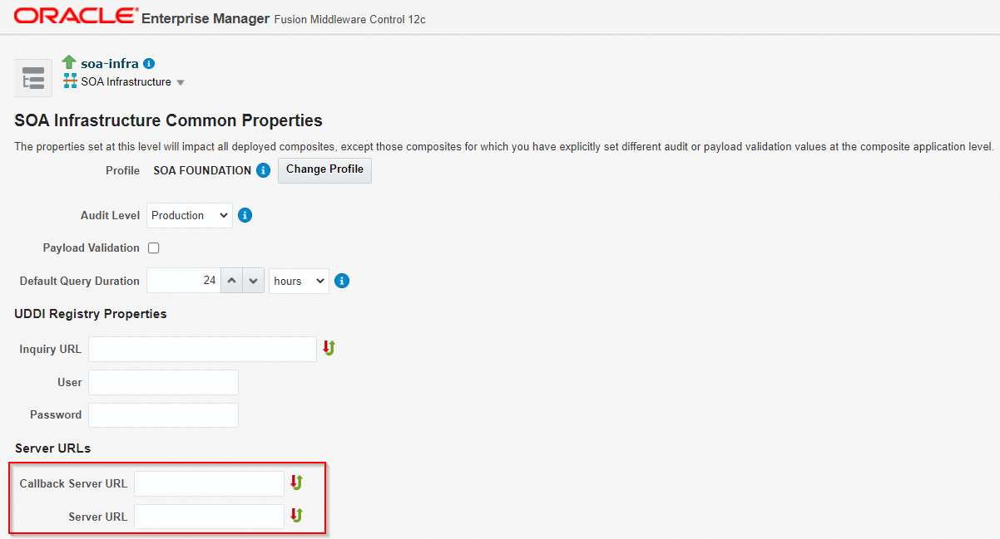 ORACLE Enterprise Manager Fusion Middleware Control 12c
soa-infra
SOA Infrastructure
SOA Infrastructure Common Properties
The properties set at this level will impact all deployed composites, except those composites for which you have explicitly set different audit or payload validation values at the composite application level.
Profile SOA FOUNDATION Change Profile
Audit Level Production
Payload Validation
Default Query Duration 24 hours
UDDI Registry Properties
Inquiry URL
User
Password
Server URLs
Callback Server URL
Server URL